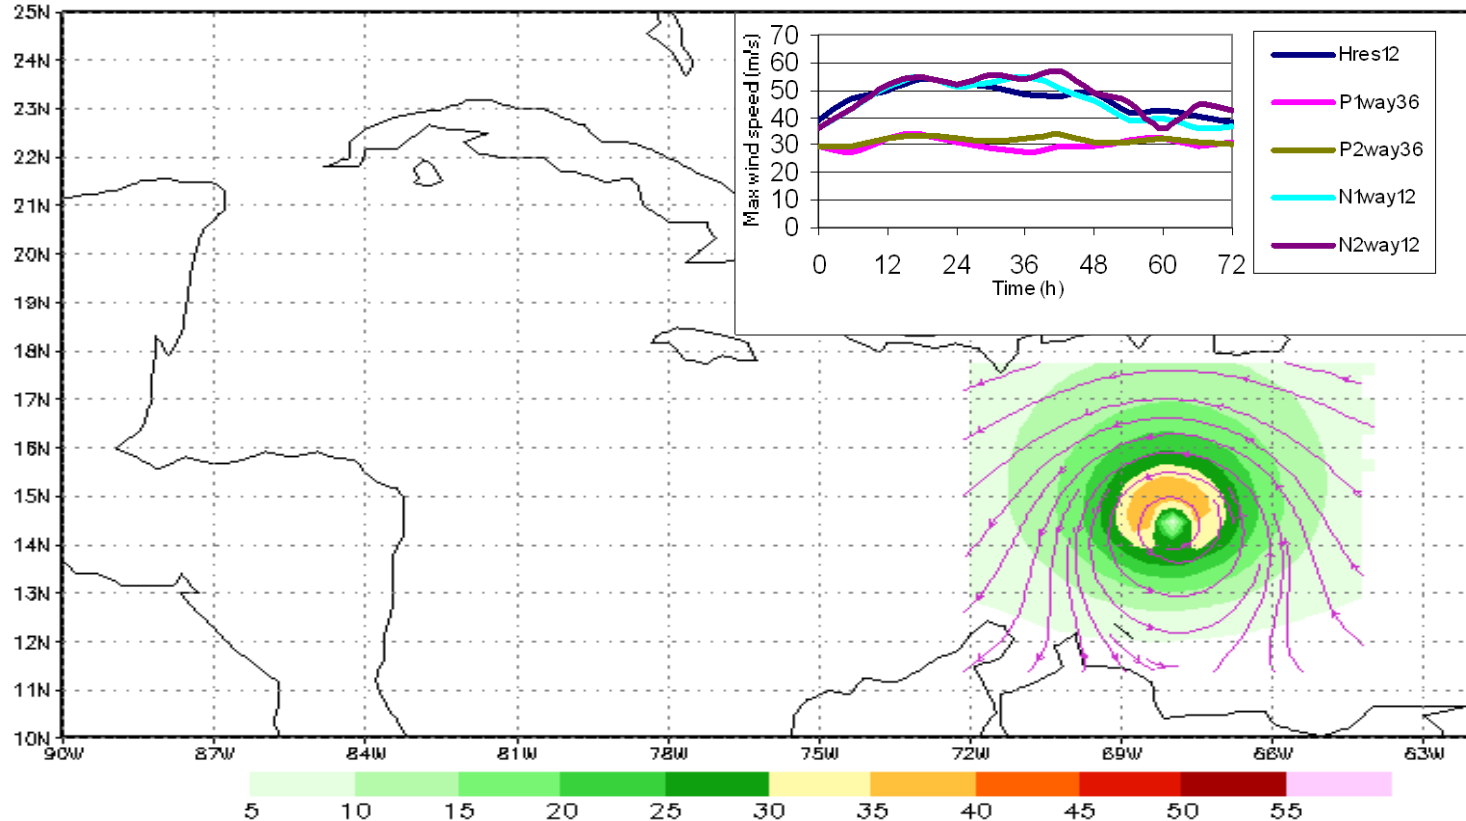 25N
24N
23N
22N
21N
20N
19N
18N
17N
16N
15N
14N
13N
12N
11N
10N
90W 87W 84W 81W 78W 75W 72W 69W 66W 63W
5 10 15 20 25 30 35 40 45 50 55
Max wind speed (m/s)
70
60
50
40
30
20
10
0
0 12 24 36 48 60 72
Time (h)
Hres12
P1way36
P2way36
N1way12
N2way12